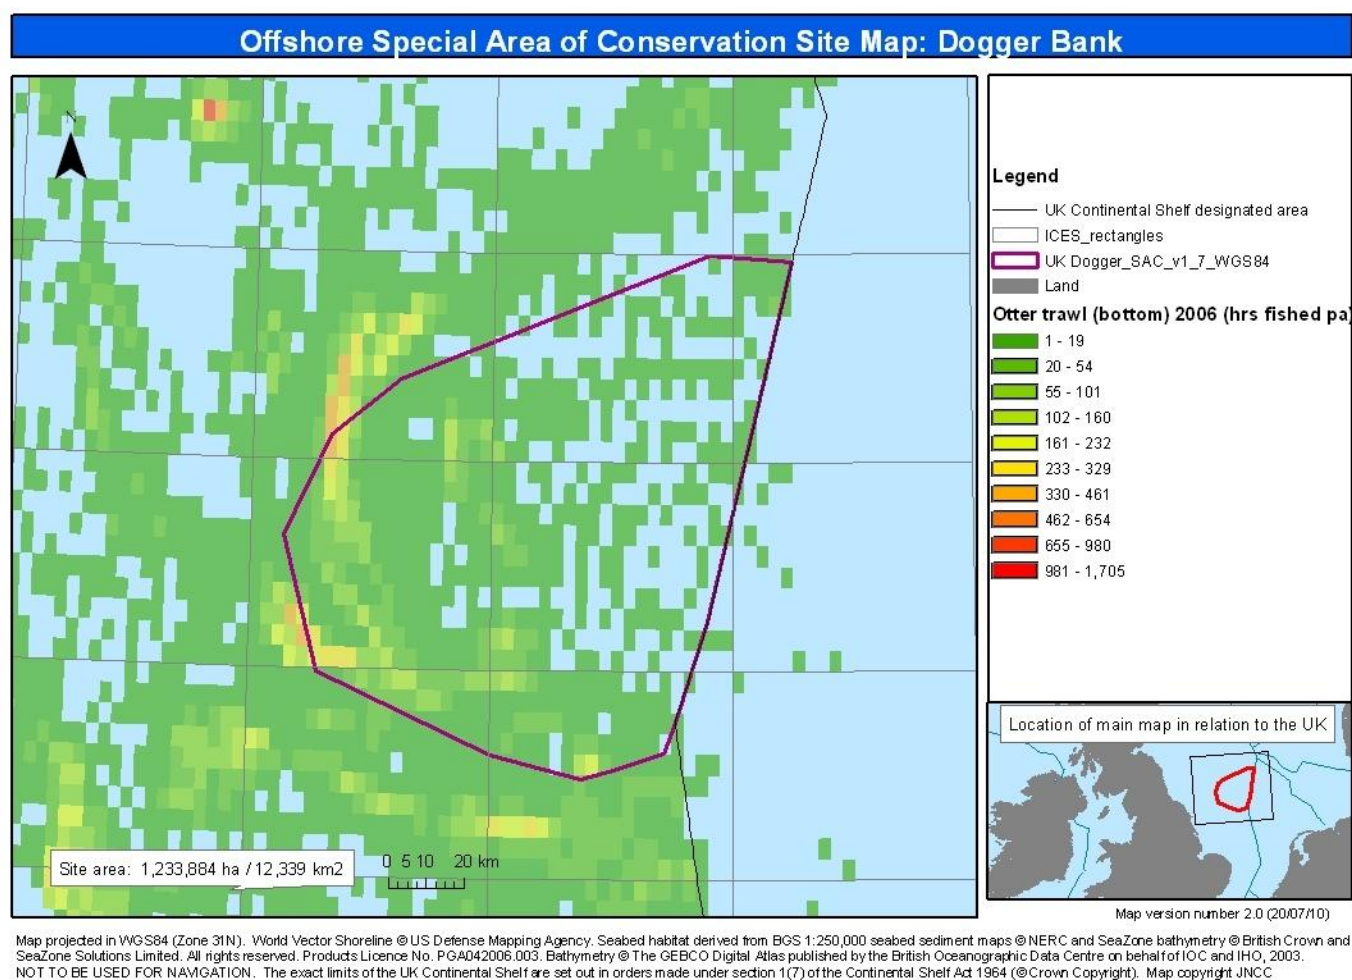 Offshore Special Area of Conservation Site Map: Dogger Bank
N
Legend
UK Continental Shelf designated area
ICES_rectangles
UK Dogger_SAC_v1_7_WGS84
Land
Otter trawl (bottom) 2006 (hrs fished pa)
1 - 19
20 - 54
55 - 101
102 - 160
161 - 232
233 - 329
330 - 461
462 - 654
655 - 980
981 - 1,705
Location of main map in relation to the UK
Site area: 1,233,884 ha / 12,339 km2
0 5 10 20 km
Map version number 2.0 (20/07/10)
Map projected in WGS84 (Zone 31N). World Vector Shoreline © US Defense Mapping Agency. Seabed habitat derived from BGS 1:250,000 seabed sediment maps © NERC and SeaZone bathymetry © British Crown and
SeaZone Solutions Limited. All rights reserved. Products Licence No. PGA042006.003. Bathymetry © The GEBCO Digital Atlas published by the British Oceanographic Data Centre on behalf of IOC and IHO, 2003.
NOT TO BE USED FOR NAVIGATION. The exact limits of the UK Continental Shelf are set out in orders made under section 1(7) of the Continental Shelf Act 1964 (© Crown Copyright). Map copyright JNCC